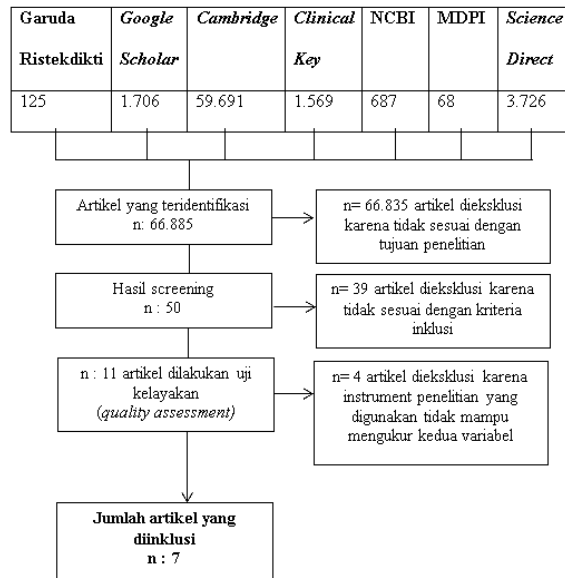 Garuda Ristekdikti
Google Scholar
Cambridge
Clinical Key
NCBI
MDPI
Science Direct
125
1.706
59.691
1.569
687
68
3.726
Artikel yang teridentifikasi
n: 66.885
n= 66.835 artikel dieksklusi
karena tidak sesuai dengan
tujuan penelitian
Hasil screening
n : 50
n= 39 artikel dieksklusi karena
tidak sesuai dengan kriteria
inklusi
n : 11 artikel dilakukan uji
kelayakan
(quality assessment)
n= 4 artikel dieksklusi karena
instrument penelitian yang
digunakan tidak mampu
mengukur kedua variabel
Jumlah artikel yang
diinklusi
n : 7